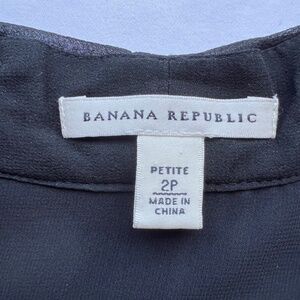 BANANA REPUBLIC
PETITE
2P
MADE IN
CHINA